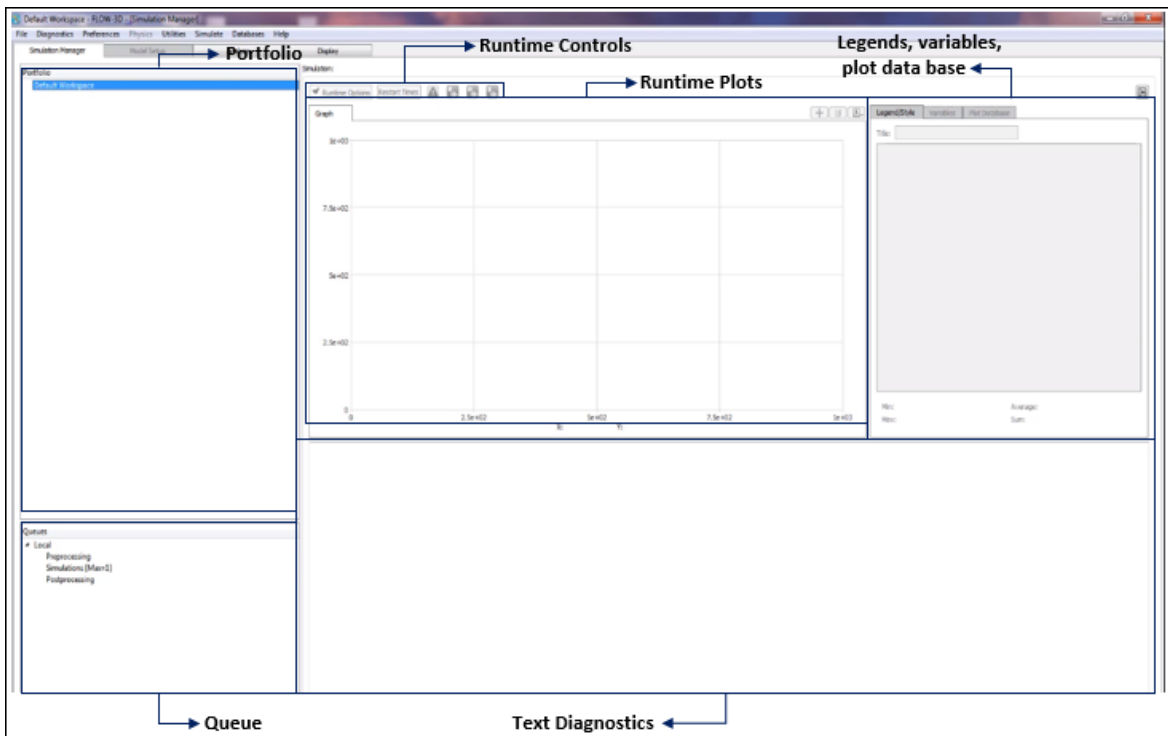 Default Workspace - FLOW-3D - [Simulation Manager]
File Diagnostics Preferences Physics Utilities Simulate Databases Help
Simulation Manager Model Setup Display
Portfolio
Runtime Controls
Legends, variables,
plot data base
Runtime Plots
Portfolio
Default Workspace
Simulation:
Runtime Options Restart Times
Graph
Legend/Style Variables Plot Database
Title:
1e+03
7.5e+02
5e+02
2.5e+02
0
0 2.5e+02 5e+02 7.5e+02 1e+03
X: Y:
Min: Average:
Max: Sum:
Queues
Local
Preprocessing
Simulations [Max=1]
Postprocessing
Queue
Text Diagnostics